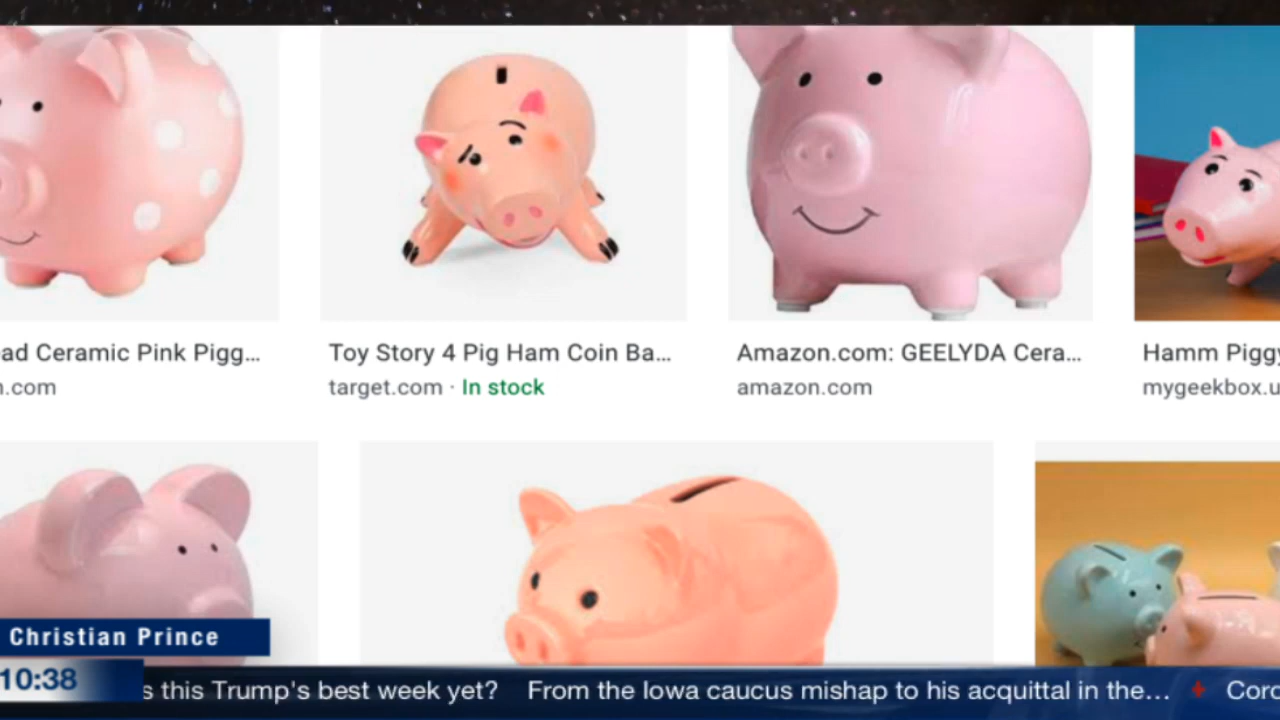 ad Ceramic Pink Pigg...
n.com
Toy Story 4 Pig Ham Coin Ba...
target.com · In stock
Amazon.com: GEELYDA Cera...
amazon.com
Hamm Piggy
mygeekbox.u
Christian Prince
10:38
s this Trump's best week yet? From the Iowa caucus mishap to his acquittal in the... Coro